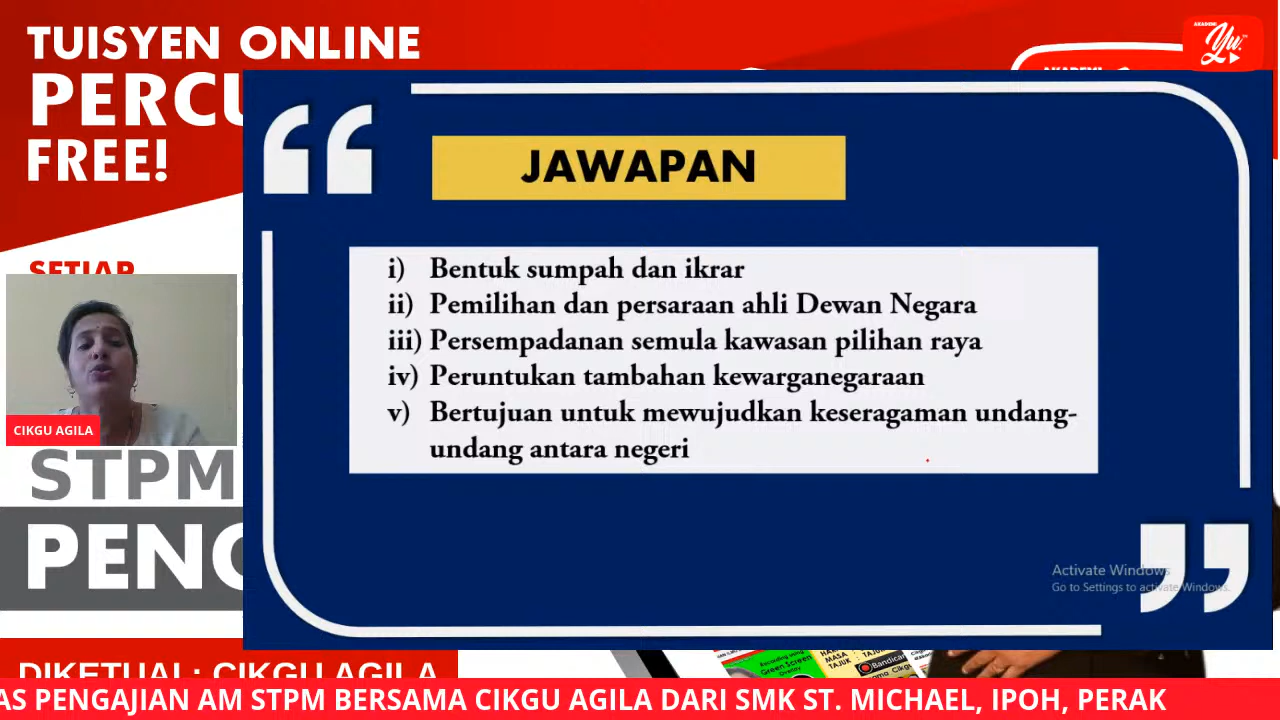 TUISYEN ONLINE
PERCU
FREE!
AKADEMI
Yu
JAWAPAN
i) Bentuk sumpah dan ikrar
ii) Pemilihan dan persaraan ahli Dewan Negara
iii) Persempadanan semula kawasan pilihan raya
iv) Peruntukan tambahan kewarganegaraan
v) Bertujuan untuk mewujudkan keseragaman undang-
undang antara negeri
SETIAP
CIKGU AGILA
STPM
PENG
Activate Windows
Go to Settings to activate Windows.
DIKETUAI : CIKGU AGILA
AS PENGAJIAN AM STPM BERSAMA CIKGU AGILA DARI SMK ST. MICHAEL, IPOH, PERAK